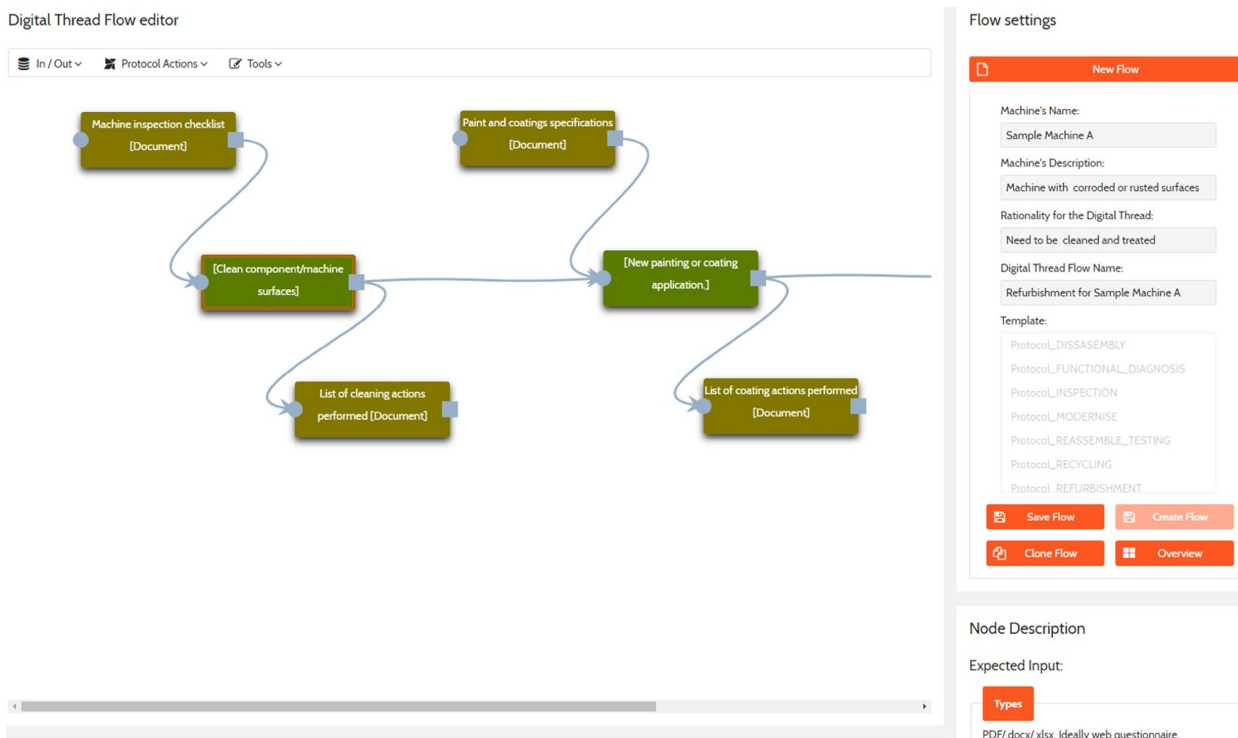 Digital Thread Flow editor
In / Out
Protocol Actions
Tools
Machine inspection checklist
[Document]
Paint and coatings specifications
[Document]
[Clean component/machine
surfaces]
[New painting or coating
application.]
List of cleaning actions
performed [Document]
List of coating actions performed
[Document]
Flow settings
New Flow
Machine's Name:
Sample Machine A
Machine's Description:
Machine with corroded or rusted surfaces
Rationality for the Digital Thread:
Need to be cleaned and treated
Digital Thread Flow Name:
Refurbishment for Sample Machine A
Template:
Protocol_DISSASEMBLY
Protocol_FUNCTIONAL_DIAGNOSIS
Protocol_INSPECTION
Protocol_MODERNISE
Protocol_REASSEMBLE_TESTING
Protocol_RECYCLING
Protocol_REFURBISHMENT
Save Flow
Create Flow
Clone Flow
Overview
Node Description
Expected Input:
Types
PDF/.docx/.xlsx. Ideally web questionnaire.